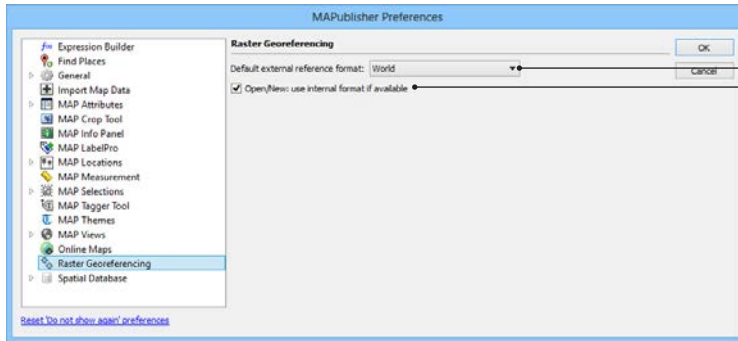 MAPublisher Preferences
Expression Builder
Find Places
General
Import Map Data
MAP Attributes
MAP Crop Tool
MAP Info Panel
MAP LabelPro
MAP Locations
MAP Measurement
MAP Selections
MAP Tagger Tool
MAP Themes
MAP Views
Online Maps
Raster Georeferencing
Spatial Database
Reset 'Do not show again' preferences
Raster Georeferencing
Default external reference format: World
Open/New: use internal format if available
OK
Cancel